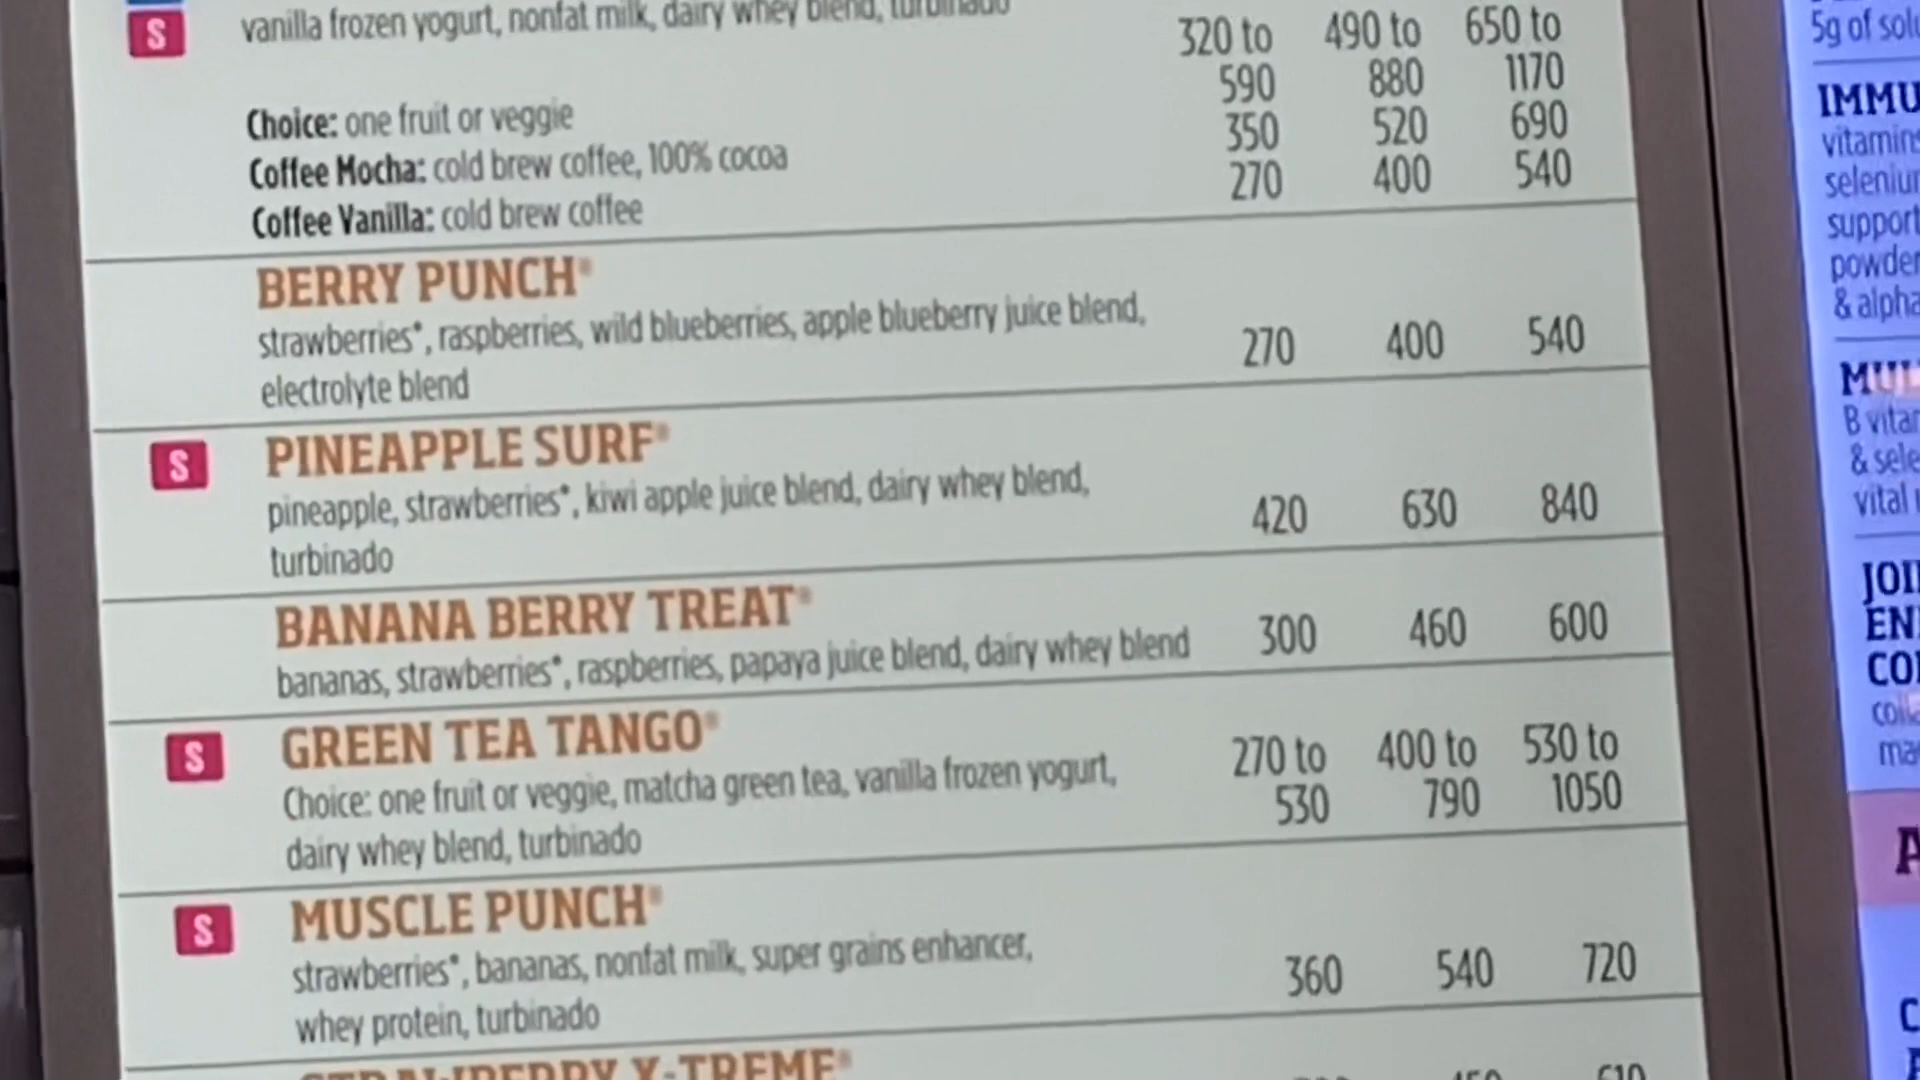 S
vanilla frozen yogurt, nonfat milk, dairy whey blend, turbinado
320 to 490 to 650 to
590 880 1170
Choice: one fruit or veggie 350 520 690
Coffee Mocha: cold brew coffee, 100% cocoa 270 400 540
Coffee Vanilla: cold brew coffee
BERRY PUNCH®
strawberries*, raspberries, wild blueberries, apple blueberry juice blend, 270 400 540
electrolyte blend
S PINEAPPLE SURF®
pineapple, strawberries*, kiwi apple juice blend, dairy whey blend, 420 630 840
turbinado
BANANA BERRY TREAT®
bananas, strawberries*, raspberries, papaya juice blend, dairy whey blend 300 460 600
S GREEN TEA TANGO®
Choice: one fruit or veggie, matcha green tea, vanilla frozen yogurt, 270 to 400 to 530 to
dairy whey blend, turbinado 530 790 1050
S MUSCLE PUNCH®
strawberries*, bananas, nonfat milk, super grains enhancer, 360 540 720
whey protein, turbinado
STRAWBERRY X-TREME®
5g of
IMMU
vitamins
support
powder
& alpha
B
& sele
vital
JOI
EN
CO
A
C